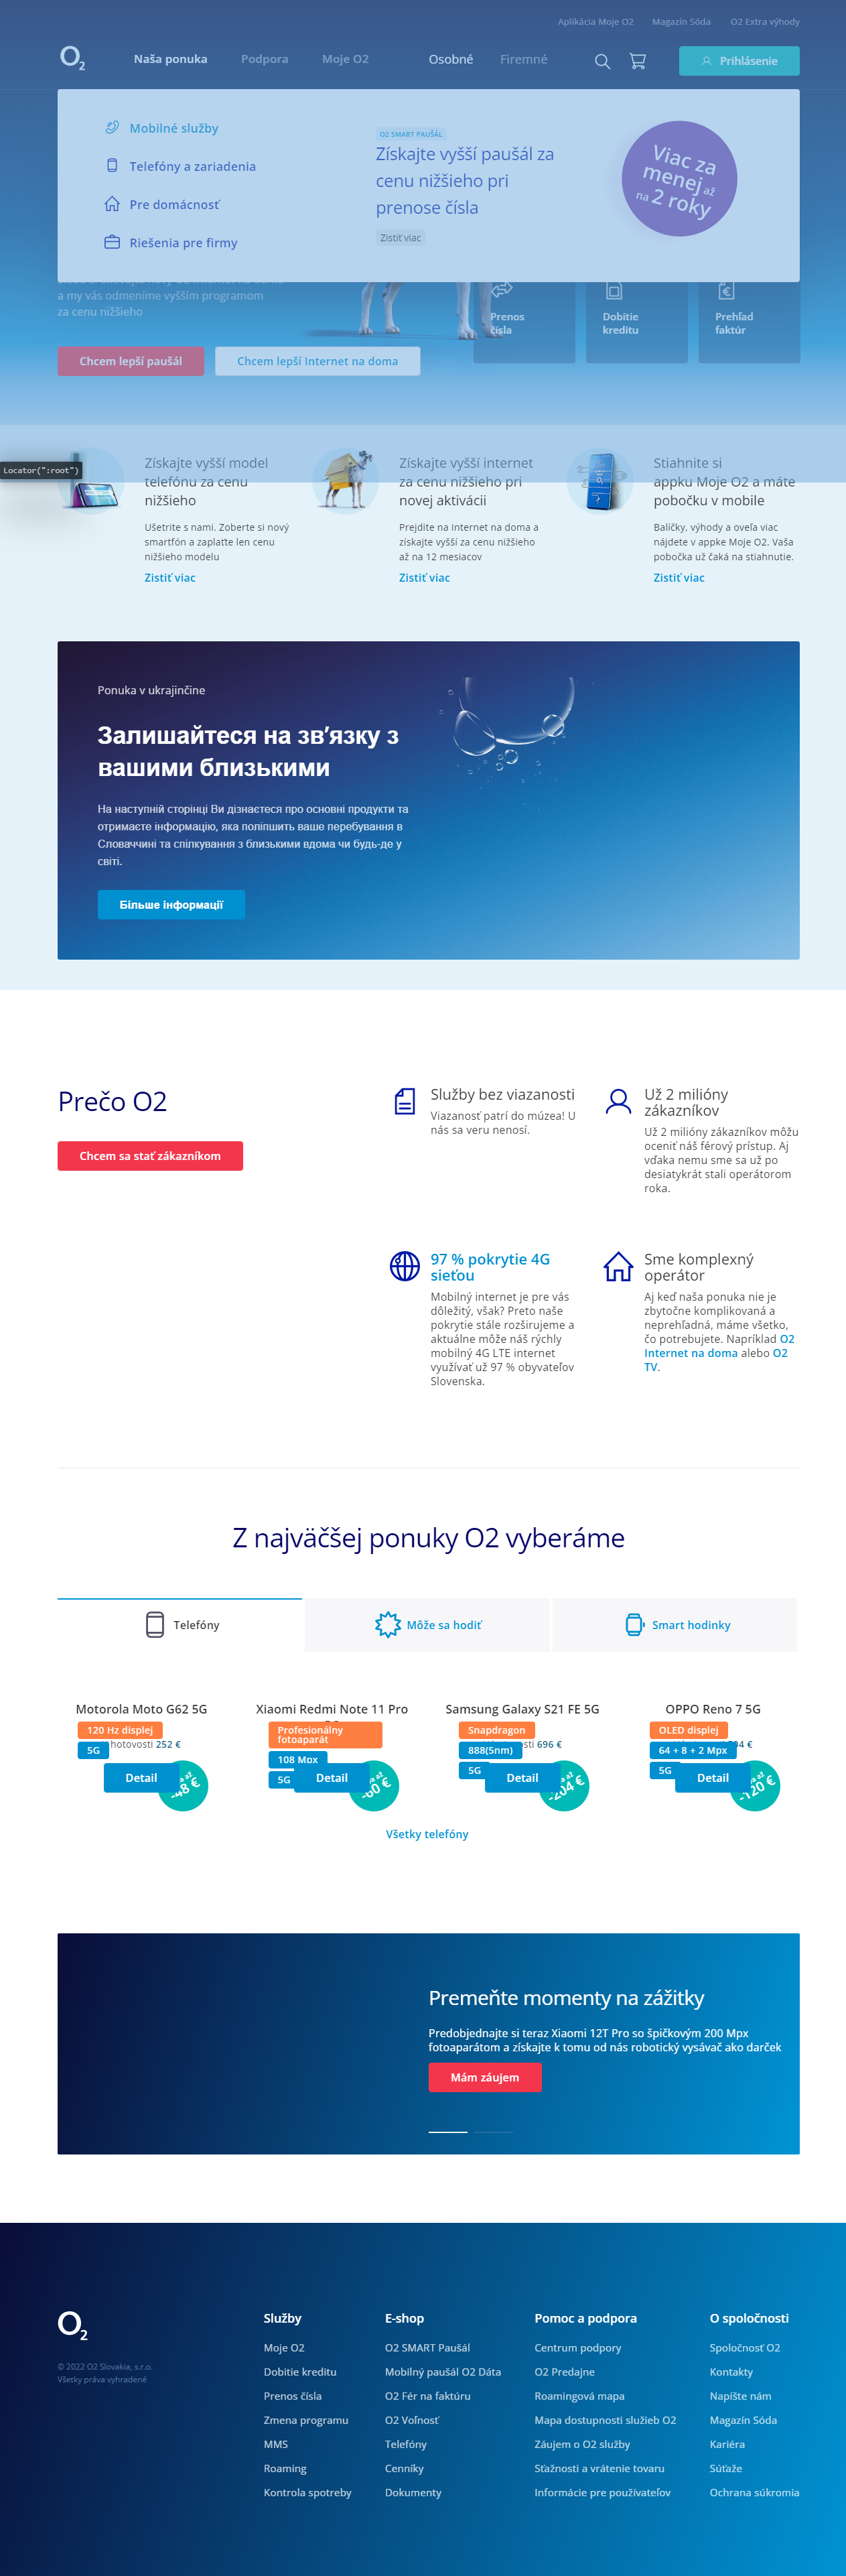 Aplikácia Moje O2
Magazín Sóda
O2 Extra výhody
O2
Naša ponuka
Podpora
Moje O2
Osobné
Firemné
Prihlásenie
Mobilné služby
Telefóny a zariadenia
Pre domácnosť
Riešenia pre firmy
O2 SMART PAUŠÁL
Získajte vyšší paušál za
cenu nižšieho pri
prenose čísla
Zistiť viac
Viac za
menej až
na 2 roky
a my vás odmeníme vyšším programom
za cenu nižšieho
Chcem lepší paušál
Chcem lepší Internet na doma
Prenos
čísla
Dobitie
kreditu
Prehľad
faktúr
Locator(":root")
Získajte vyšší model
telefónu za cenu
nižšieho
Ušetrite s nami. Zoberte si nový
smartfón a zaplaťte len cenu
nižšieho modelu
Zistiť viac
Získajte vyšší internet
za cenu nižšieho pri
novej aktivácii
Prejdite na Internet na doma a
získajte vyšší za cenu nižšieho
až na 12 mesiacov
Zistiť viac
Stiahnite si
appku Moje O2 a máte
pobočku v mobile
Balíčky, výhody a oveľa viac
nájdete v appke Moje O2. Vaša
pobočka už čaká na stiahnutie.
Zistiť viac
Ponuka v ukrajinčine
Залишайтеся на зв’язку з
вашими близькими
На наступній сторінці Ви дізнаєтеся про основні продукти та
отримаєте інформацію, яка поліпшить ваше перебування в
Словаччині та спілкування з близькими вдома чи будь-де у
світі.
Більше інформації
Prečo O2
Chcem sa stať zákazníkom
Služby bez viazanosti
Viazanosť patrí do múzea! U
nás sa veru nenosí.
Už 2 milióny
zákazníkov
Už 2 milióny zákazníkov môžu
oceniť náš férový prístup. Aj
vďaka nemu sme sa už po
desiatykrát stali operátorom
roka.
97 % pokrytie 4G
sieťou
Mobilný internet je pre vás
dôležitý, však? Preto naše
pokrytie stále rozširujeme a
aktuálne môže náš rýchly
mobilný 4G LTE internet
využívať už 97 % obyvateľov
Slovenska.
Sme komplexný
operátor
Aj keď naša ponuka nie je
zbytočne komplikovaná a
neprehľadná, máme všetko,
čo potrebujete. Napríklad O2
Internet na doma alebo O2
TV.
Z najväčšej ponuky O2 vyberáme
Telefóny
Môže sa hodiť
Smart hodinky
Motorola Moto G62 5G
120 Hz displej
252 €
5G
Detail
-48 €
Xiaomi Redmi Note 11 Pro
Profesionálny
fotoaparát
108 Mpx
5G
Detail
-60 €
Samsung Galaxy S21 FE 5G
Snapdragon
888(5nm)
696 €
5G
Detail
-204 €
OPPO Reno 7 5G
OLED displej
64 + 8 + 2 Mpx
5G
Detail
-120 €
Všetky telefóny
Premeňte momenty na zážitky
Predobjednajte si teraz Xiaomi 12T Pro so špičkovým 200 Mpx
fotoaparátom a získajte k tomu od nás robotický vysávač ako darček
Mám záujem
O2
© 2022 O2 Slovakia, s.r.o.
Všetky práva vyhradené
Služby
Moje O2
Dobitie kreditu
Prenos čísla
Zmena programu
MMS
Roaming
Kontrola spotreby
E-shop
O2 SMART Paušál
Mobilný paušál O2 Dáta
O2 Fér na faktúru
O2 Voľnosť
Telefóny
Cenníky
Dokumenty
Pomoc a podpora
Centrum podpory
O2 Predajne
Roamingová mapa
Mapa dostupnosti služieb O2
Záujem o O2 služby
Sťažnosti a vrátenie tovaru
Informácie pre používateľov
O spoločnosti
Spoločnosť O2
Kontakty
Napíšte nám
Magazín Sóda
Kariéra
Súťaže
Ochrana súkromia